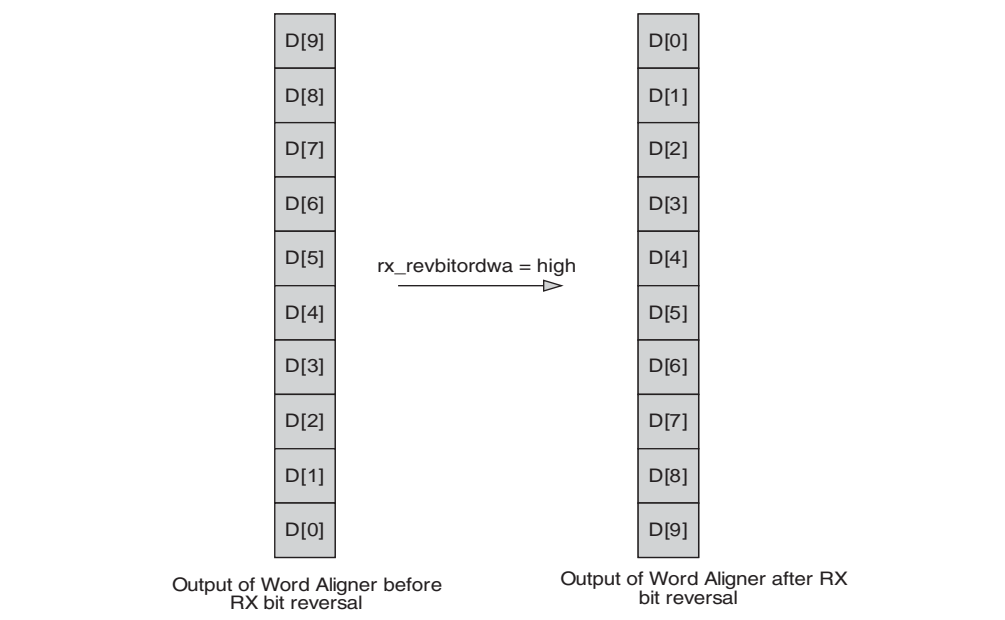 D[9]
D[8]
D[7]
D[6]
D[5]
D[4]
D[3]
D[2]
D[1]
D[0]
Output of Word Aligner before
RX bit reversal
rx_revbitordwa = high
D[0]
D[1]
D[2]
D[3]
D[4]
D[5]
D[6]
D[7]
D[8]
D[9]
Output of Word Aligner after RX
bit reversal